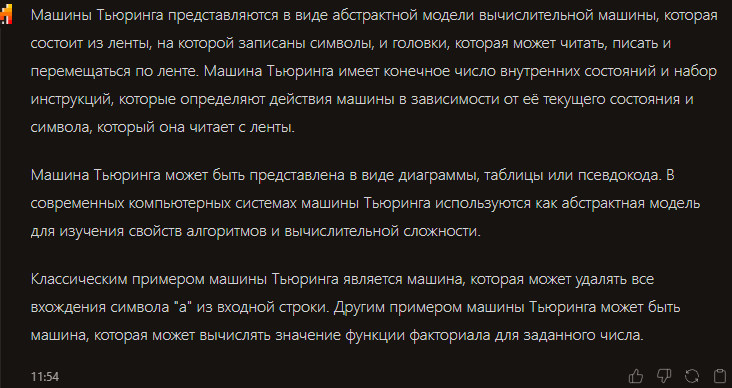 Машины Тьюринга представляются в виде абстрактной модели вычислительной машины, которая
состоит из ленты, на которой записаны символы, и головки, которая может читать, писать и
перемещаться по ленте. Машина Тьюринга имеет конечное число внутренних состояний и набор
инструкций, которые определяют действия машины в зависимости от её текущего состояния и
символа, который она читает с ленты.
Машина Тьюринга может быть представлена в виде диаграммы, таблицы или псевдокода. В
современных компьютерных системах машины Тьюринга используются как абстрактная модель
для изучения свойств алгоритмов и вычислительной сложности.
Классическим примером машины Тьюринга является машина, которая может удалять все
вхождения символа "a" из входной строки. Другим примером машины Тьюринга может быть
машина, которая может вычислять значение функции факториала для заданного числа.
11:54